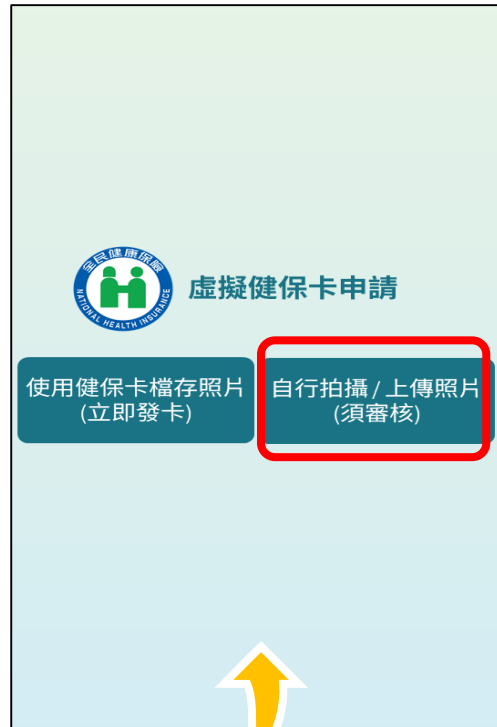 全民健康保險
NATIONAL HEALTH INSURANCE
虛擬健保卡申請
使用健保卡檔存照片
(立即發卡)
自行拍攝/上傳照片
(須審核)